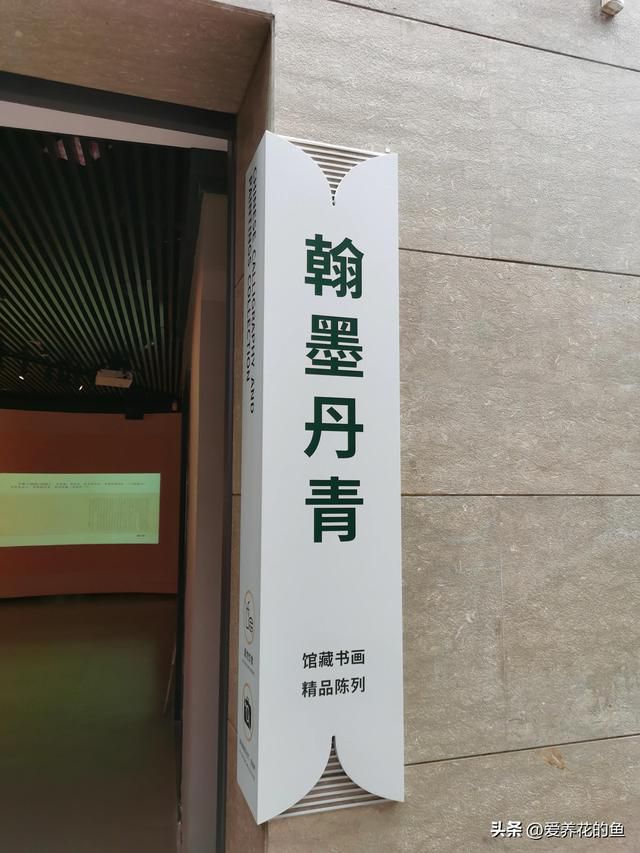 翰墨丹青
馆藏书画
精品陈列
CHINESE CALLIGRAPHY AND
PAINTINGS COLLECTION
头条 @爱养花的鱼